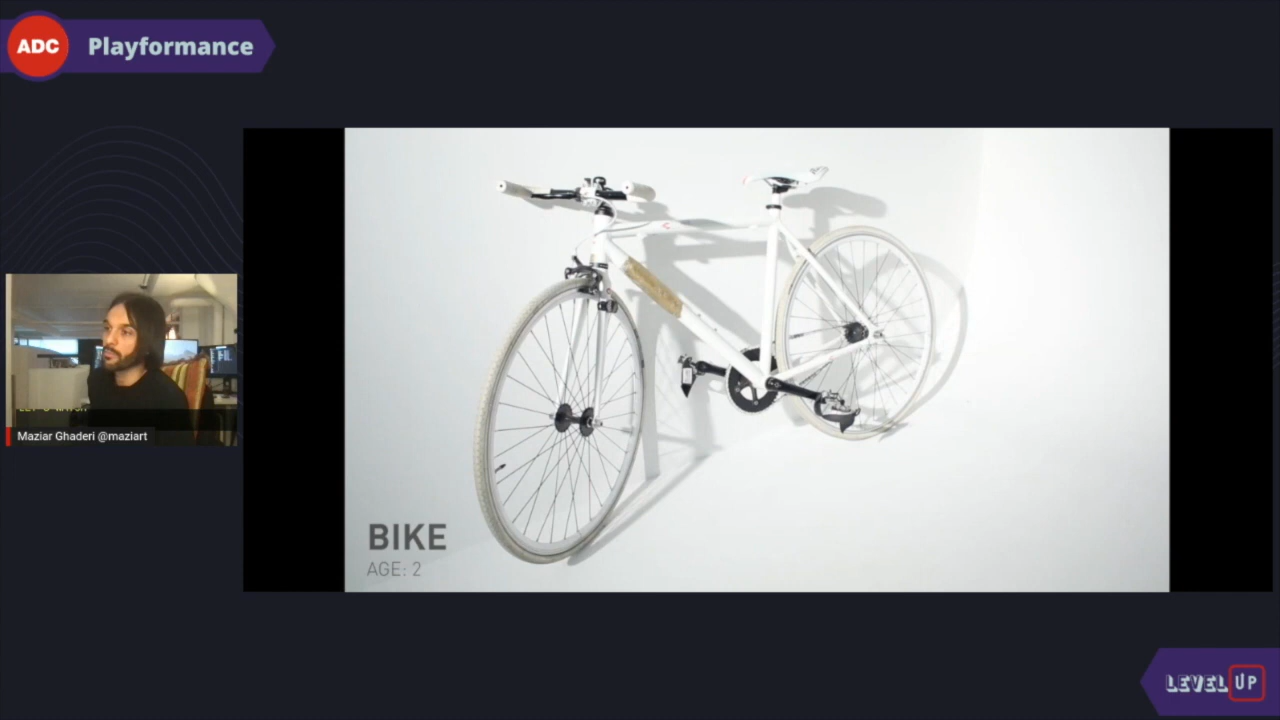 ADC Playformance
Maziar Ghaderi @maziart
BIKE
AGE: 2
LEVEL UP